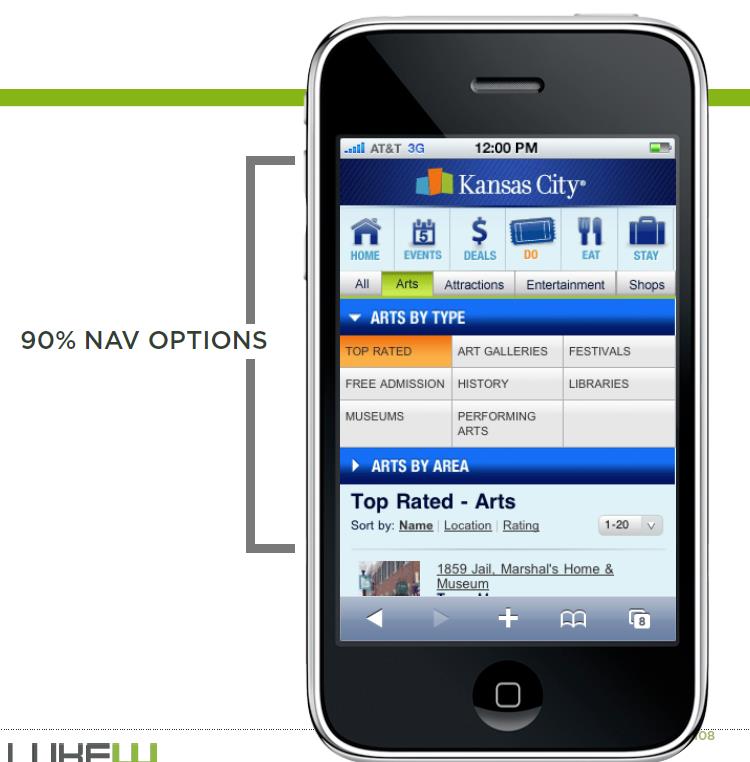 AT&T 3G 12:00 PM
Kansas City
5
HOME EVENTS DEALS DO EAT STAY
All Arts Attractions Entertainment Shops
ARTS BY TYPE
90% NAV OPTIONS
TOP RATED ART GALLERIES FESTIVALS
FREE ADMISSION HISTORY LIBRARIES
MUSEUMS PERFORMING
ARTS
ARTS BY AREA
Top Rated - Arts
Sort by: Name | Location | Rating 1-20
1859 Jail, Marshal's Home &
Museum
8
08
LUKEW